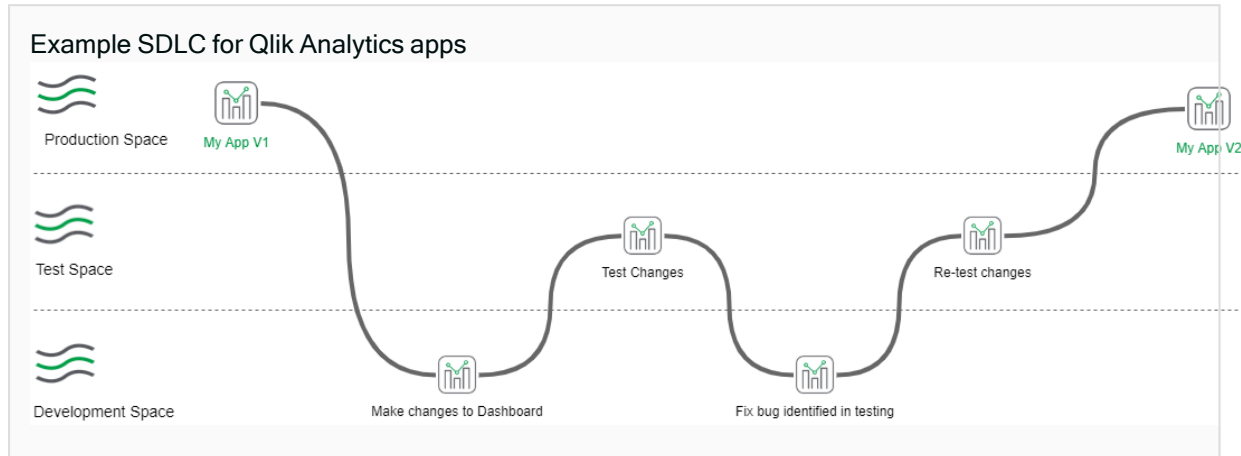 Example SDLC for Qlik Analytics apps
Production Space
My App V1
My App V2
Test Space
Test Changes
Re-test changes
Development Space
Make changes to Dashboard
Fix bug identified in testing